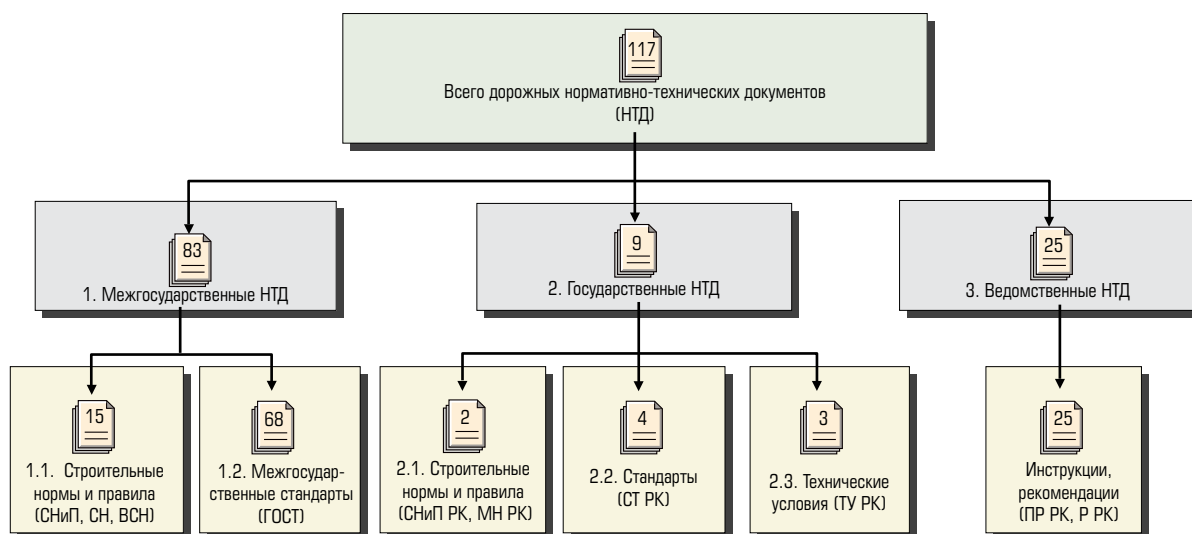 117
Всего дорожных нормативно-технических документов
(НТД)
83
1. Межгосударственные НТД
9
2. Государственные НТД
25
3. Ведомственные НТД
15
1.1. Строительные
нормы и правила
(СНиП, СН, ВСН)
68
1.2. Межгосудар-
ственные стандарты
(ГОСТ)
2
2.1. Строительные
нормы и правила
(СНиП РК, МН РК)
4
2.2. Стандарты
(СТ РК)
3
2.3. Технические
условия (ТУ РК)
25
Инструкции,
рекомендации
(ПР РК, Р РК)